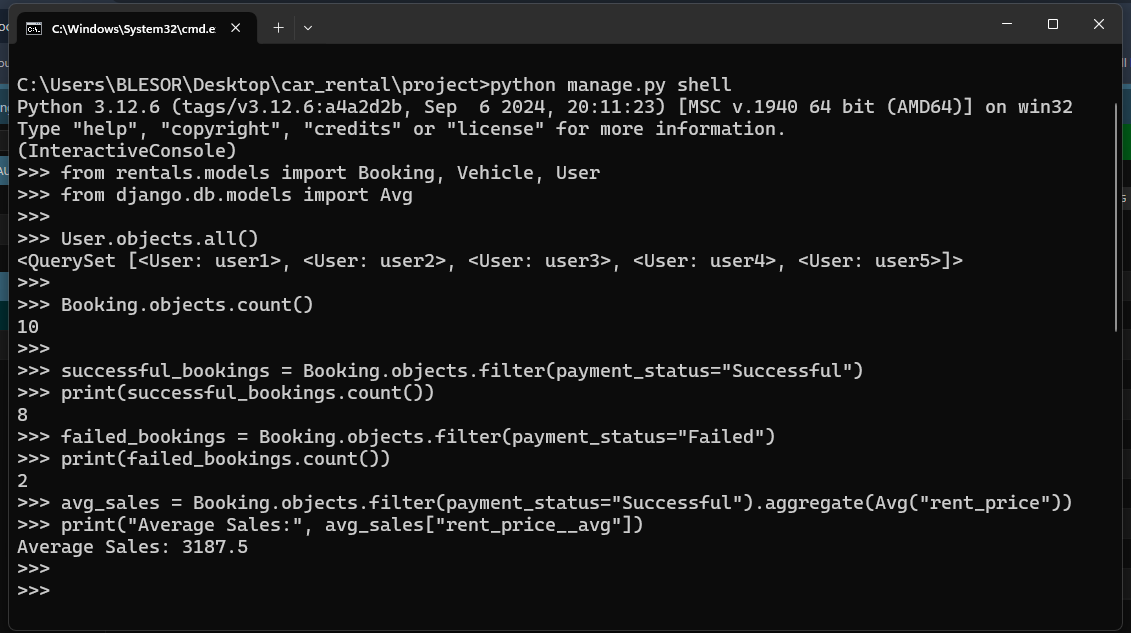 C:\Windows\System32\cmd.e
C:\Users\BLESOR\Desktop\car_rental\project>python manage.py shell
Python 3.12.6 (tags/v3.12.6:a4a2d2b, Sep  6 2024, 20:11:23) [MSC v.1940 64 bit (AMD64)] on win32
Type "help", "copyright", "credits" or "license" for more information.
(InteractiveConsole)
>>> from rentals.models import Booking, Vehicle, User
>>> from django.db.models import Avg
>>>
>>> User.objects.all()
<QuerySet [<User: user1>, <User: user2>, <User: user3>, <User: user4>, <User: user5>]>
>>>
>>> Booking.objects.count()
10
>>>
>>> successful_bookings = Booking.objects.filter(payment_status="Successful")
>>> print(successful_bookings.count())
8
>>> failed_bookings = Booking.objects.filter(payment_status="Failed")
>>> print(failed_bookings.count())
2
>>> avg_sales = Booking.objects.filter(payment_status="Successful").aggregate(Avg("rent_price"))
>>> print("Average Sales:", avg_sales["rent_price__avg"])
Average Sales: 3187.5
>>>
>>>